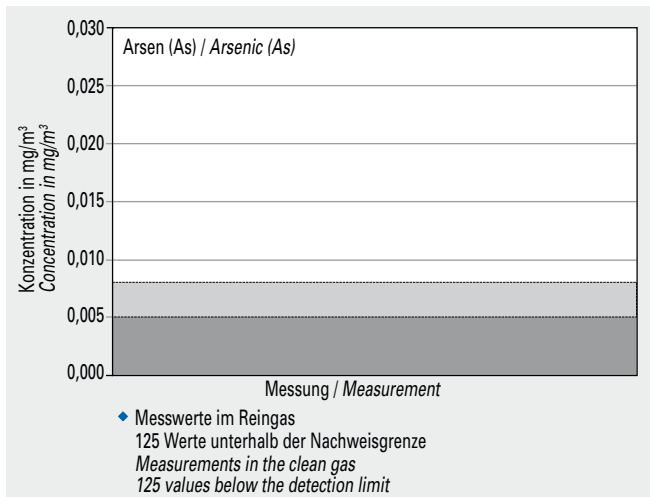 0,030
Arsen (As) / Arsenic (As)
0,025
0,020
0,015
0,010
0,005
0,000
Konzentration in mg/m³
Concentration in mg/m³
Messung / Measurement
Messwerte im Reingas
125 Werte unterhalb der Nachweisgrenze
Measurements in the clean gas
125 values below the detection limit